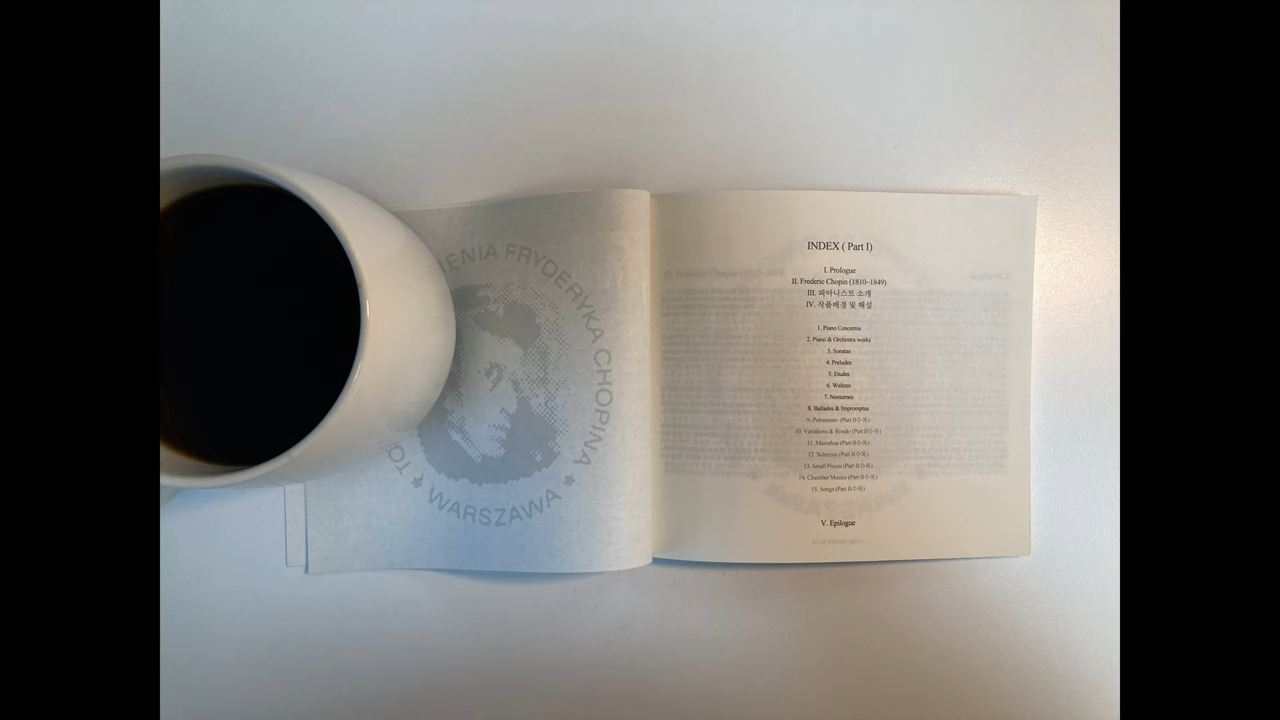 ENIA FRYDERYKA CHOPINA
TO
★ WARSZAWA ★
INDEX ( Part I)
I. Prologue
II. Frederic Chopin (1810–1849)
III. 피아니스트 소개
IV. 작품배경 및 해설
1. Piano Concertos
2. Piano & Orchestra works
3. Sonatas
4. Preludes
5. Etudes
6. Waltzes
7. Nocturnes
8. Ballades & Impromptus
9. Polonaises (Part II수록)
10. Variations & Rondo (Part II수록)
11. Mazurkas (Part II수록)
12. Scherzos (Part II수록)
13. Small Pieces (Part II수록)
14. Chamber Musics (Part II수록)
15. Songs (Part II수록)
V. Epilogue